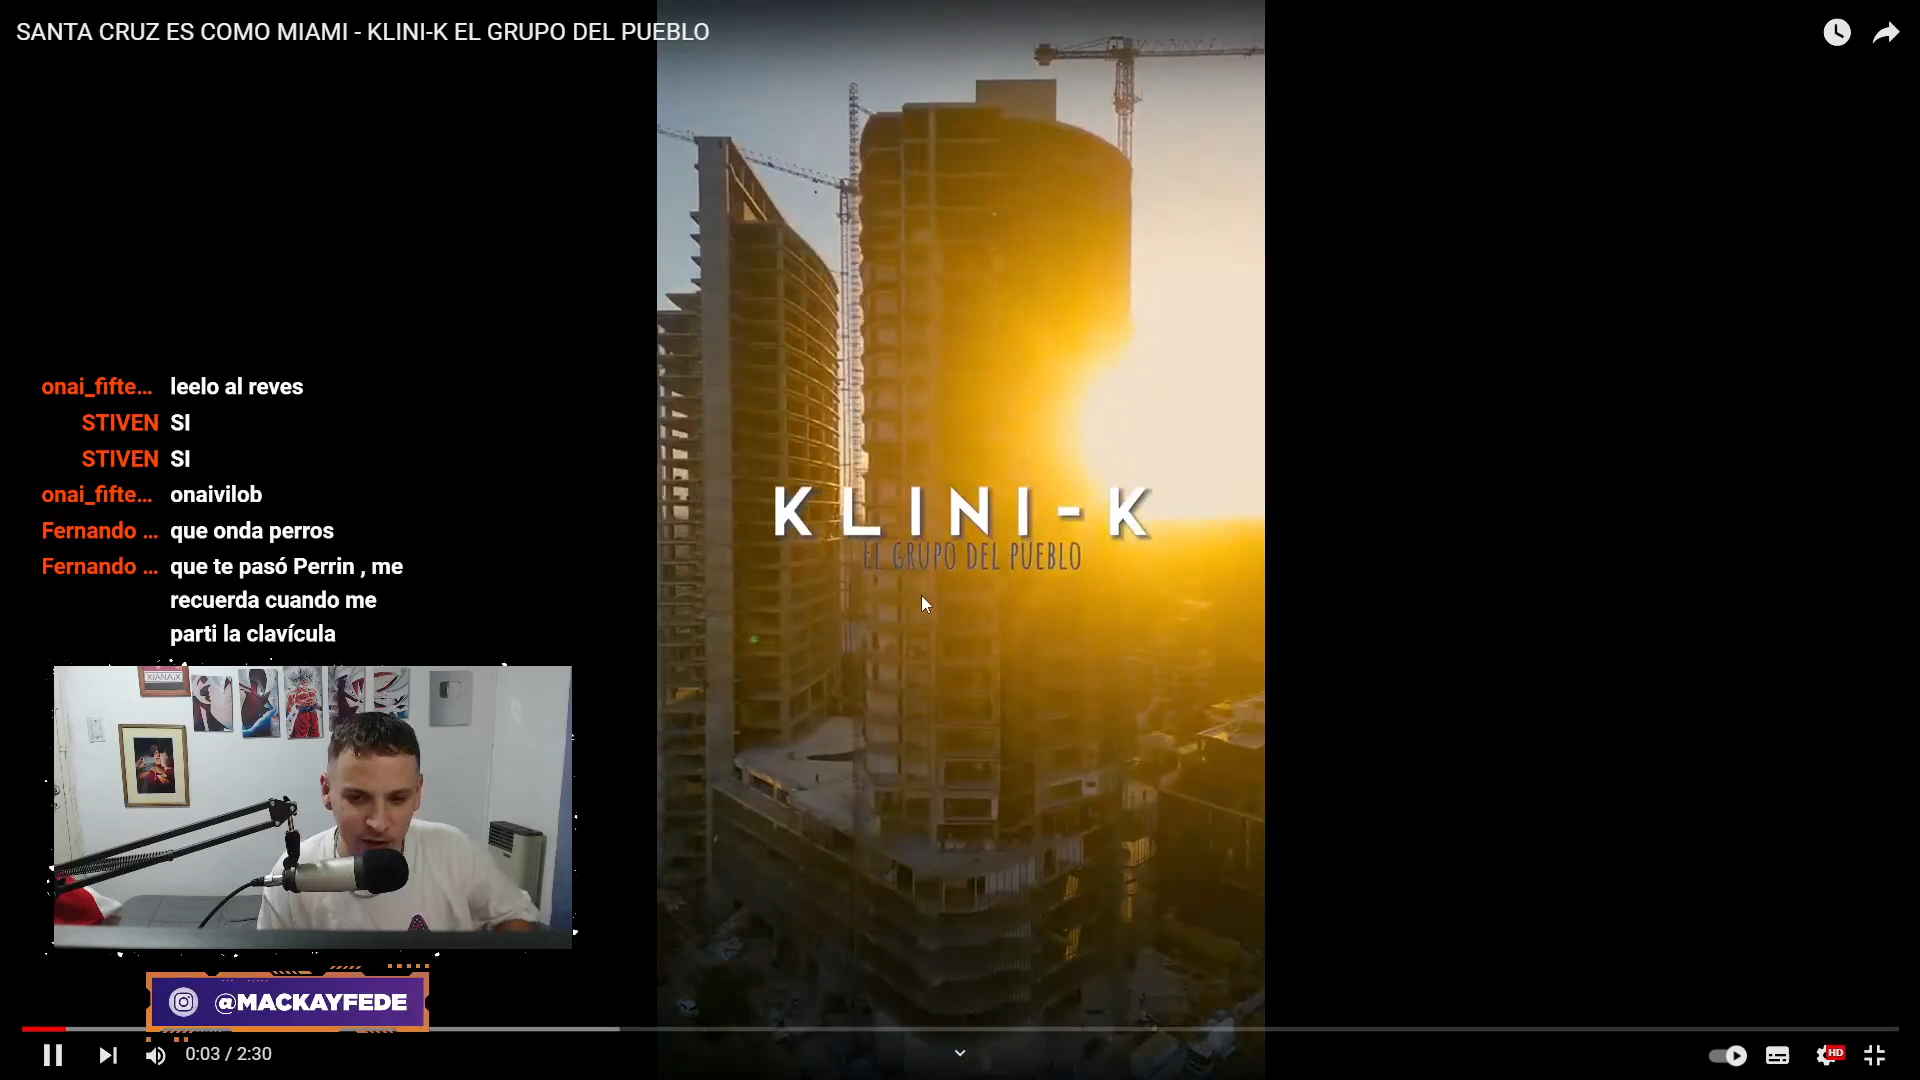 SANTA CRUZ ES COMO MIAMI - KLINI-K EL GRUPO DEL PUEBLO
onai_fifte... leelo al reves
STIVEN SI
STIVEN SI
onai_fifte... onaivilob
Fernando ... que onda perros
Fernando ... que te pasó Perrin , me
recuerda cuando me
parti la clavícula
KLINI-K
EL GRUPO DEL PUEBLO
XIANAIX
@MACKAYFEDE
0:03 / 2:30
HD